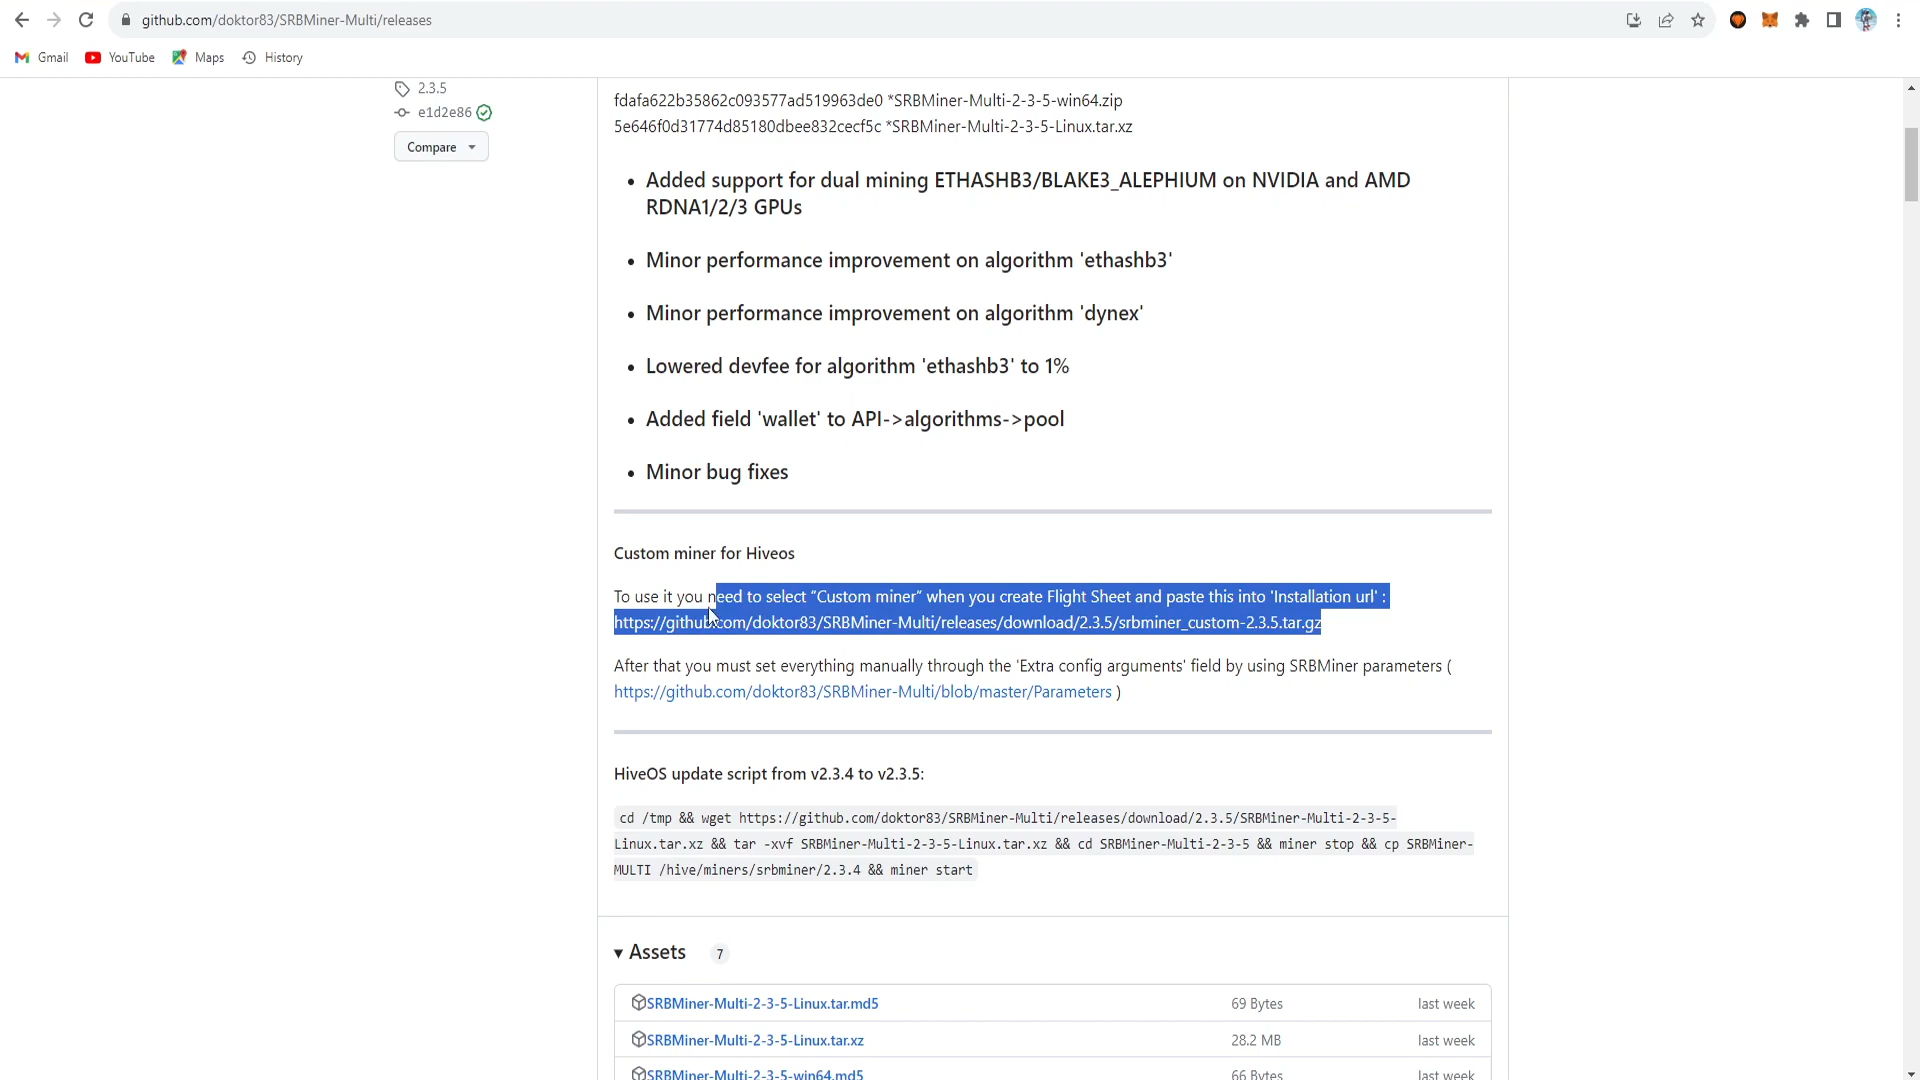 github.com/doktor83/SRBMiner-Multi/releases
Gmail YouTube Maps History
2.3.5
e1d2e86
Compare
fdafa622b35862c093577ad519963de0 *SRBMiner-Multi-2-3-5-win64.zip
5e646f0d31774d85180dbee832cecf5c *SRBMiner-Multi-2-3-5-Linux.tar.xz
• Added support for dual mining ETHASHB3/BLAKE3_ALEPHIUM on NVIDIA and AMD
RDNA1/2/3 GPUs
• Minor performance improvement on algorithm 'ethashb3'
• Minor performance improvement on algorithm 'dynex'
• Lowered devfee for algorithm 'ethashb3' to 1%
• Added field 'wallet' to API->algorithms->pool
• Minor bug fixes
Custom miner for Hiveos
To use it you need to select “Custom miner” when you create Flight Sheet and paste this into 'Installation url' :
https://github.com/doktor83/SRBMiner-Multi/releases/download/2.3.5/srbminer_custom-2.3.5.tar.gz
After that you must set everything manually through the 'Extra config arguments' field by using SRBMiner parameters (
https://github.com/doktor83/SRBMiner-Multi/blob/master/Parameters )
HiveOS update script from v2.3.4 to v2.3.5:
cd /tmp && wget https://github.com/doktor83/SRBMiner-Multi/releases/download/2.3.5/SRBMiner-Multi-2-3-5-
Linux.tar.xz && tar -xvf SRBMiner-Multi-2-3-5-Linux.tar.xz && cd SRBMiner-Multi-2-3-5 && miner stop && cp SRBMiner-
MULTI /hive/miners/srbminer/2.3.4 && miner start
Assets 7
SRBMiner-Multi-2-3-5-Linux.tar.md5 69 Bytes last week
SRBMiner-Multi-2-3-5-Linux.tar.xz 28.2 MB last week
SRBMiner-Multi-2-3-5-win64.md5 66 Bytes last week